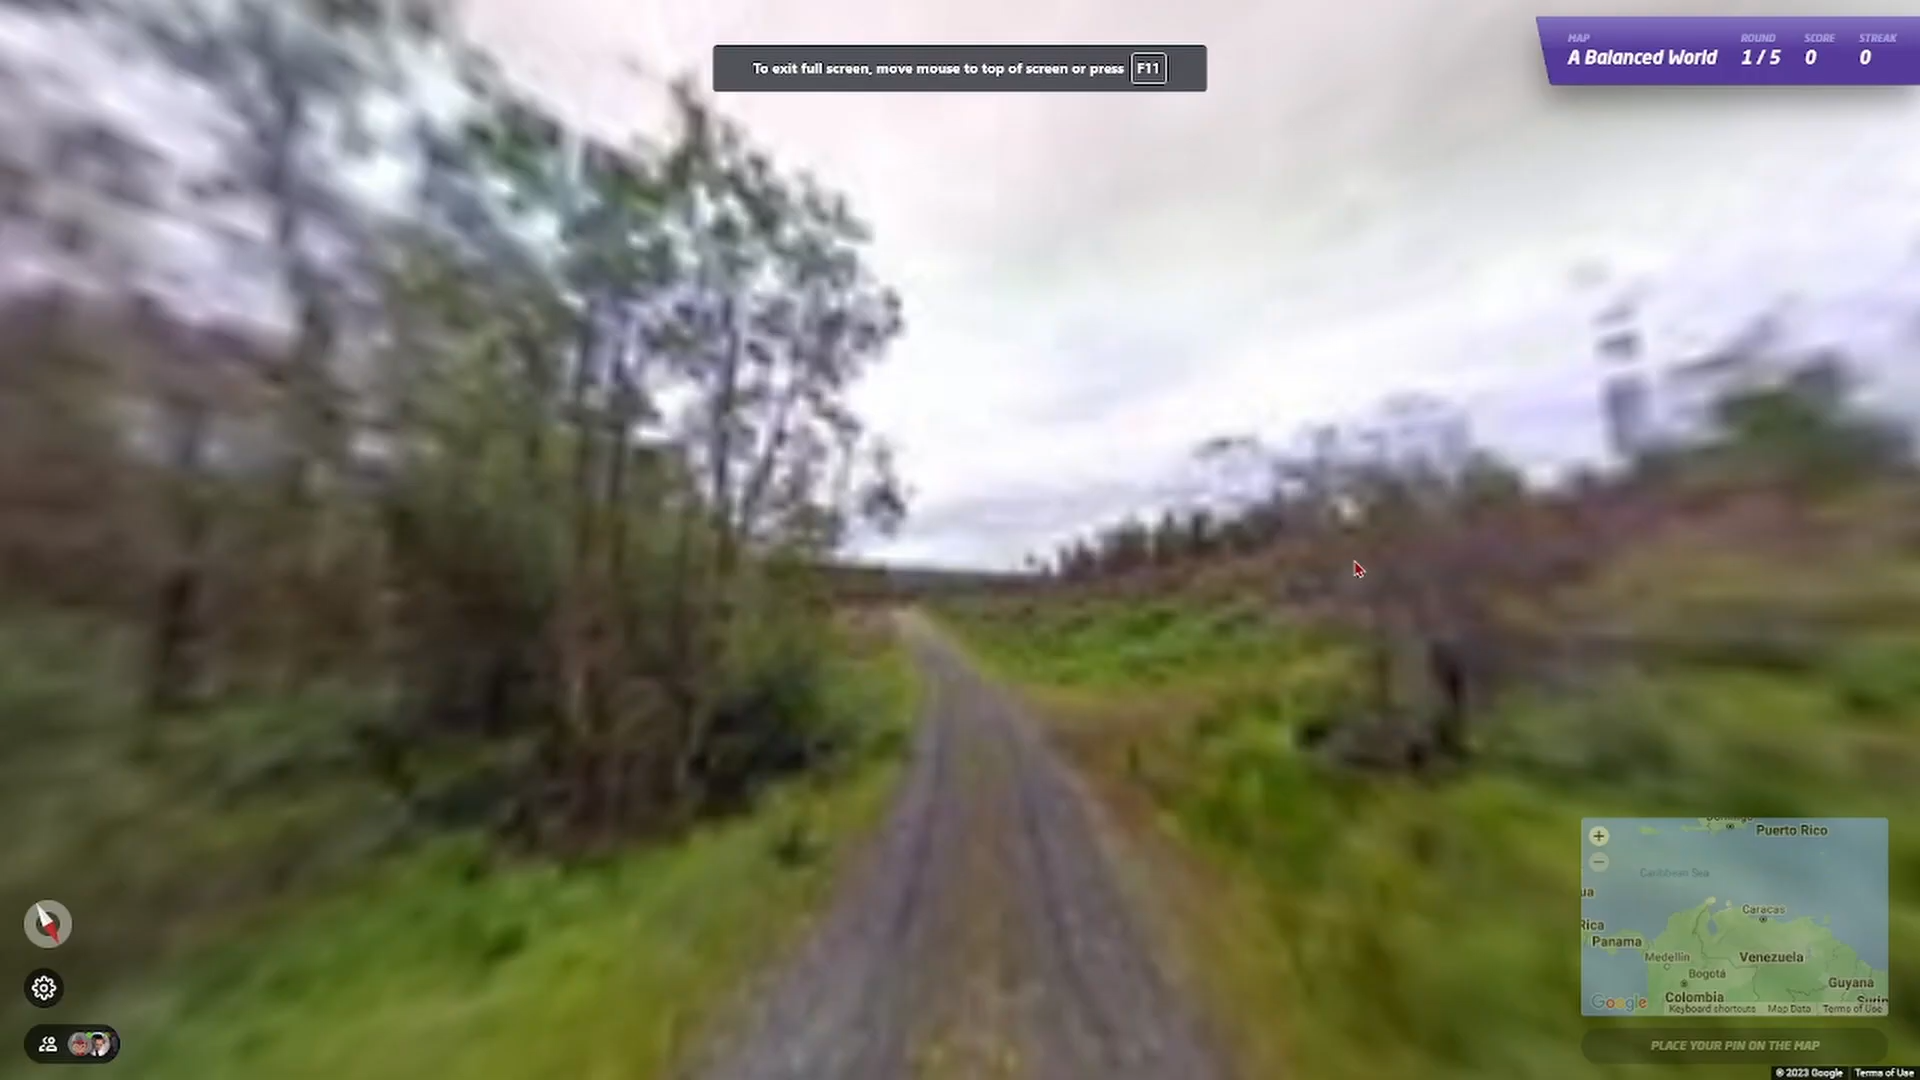 To exit full screen, move mouse to top of screen or press F11
MAP
A Balanced World
ROUND
1 / 5
SCORE
0
STREAK
0
Puerto Rico
Caribbean Sea
Caracas
Rica
Panama
Medellín
Venezuela
Bogotá
Guyana
Colombia
Google
Keyboard shortcuts
Map Data
Terms of Use
PLACE YOUR PIN ON THE MAP
© 2023 Google
Terms of Use